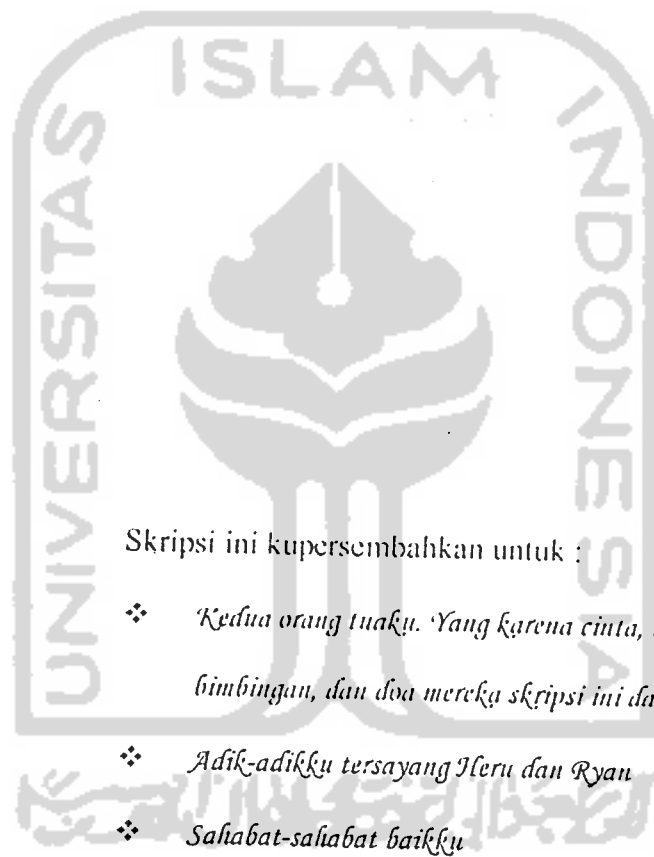 ISLAM
UNIVERSITAS
INDONESIA
Skripsi ini kupersembahkan untuk :
❖ Kedua orang tuaku. Yang karena cinta,
bimbingan, dan doa mereka skripsi ini da
❖ Adik-adikku tersayang Heru dan Ryan
❖ Sahabat-sahabat baikku